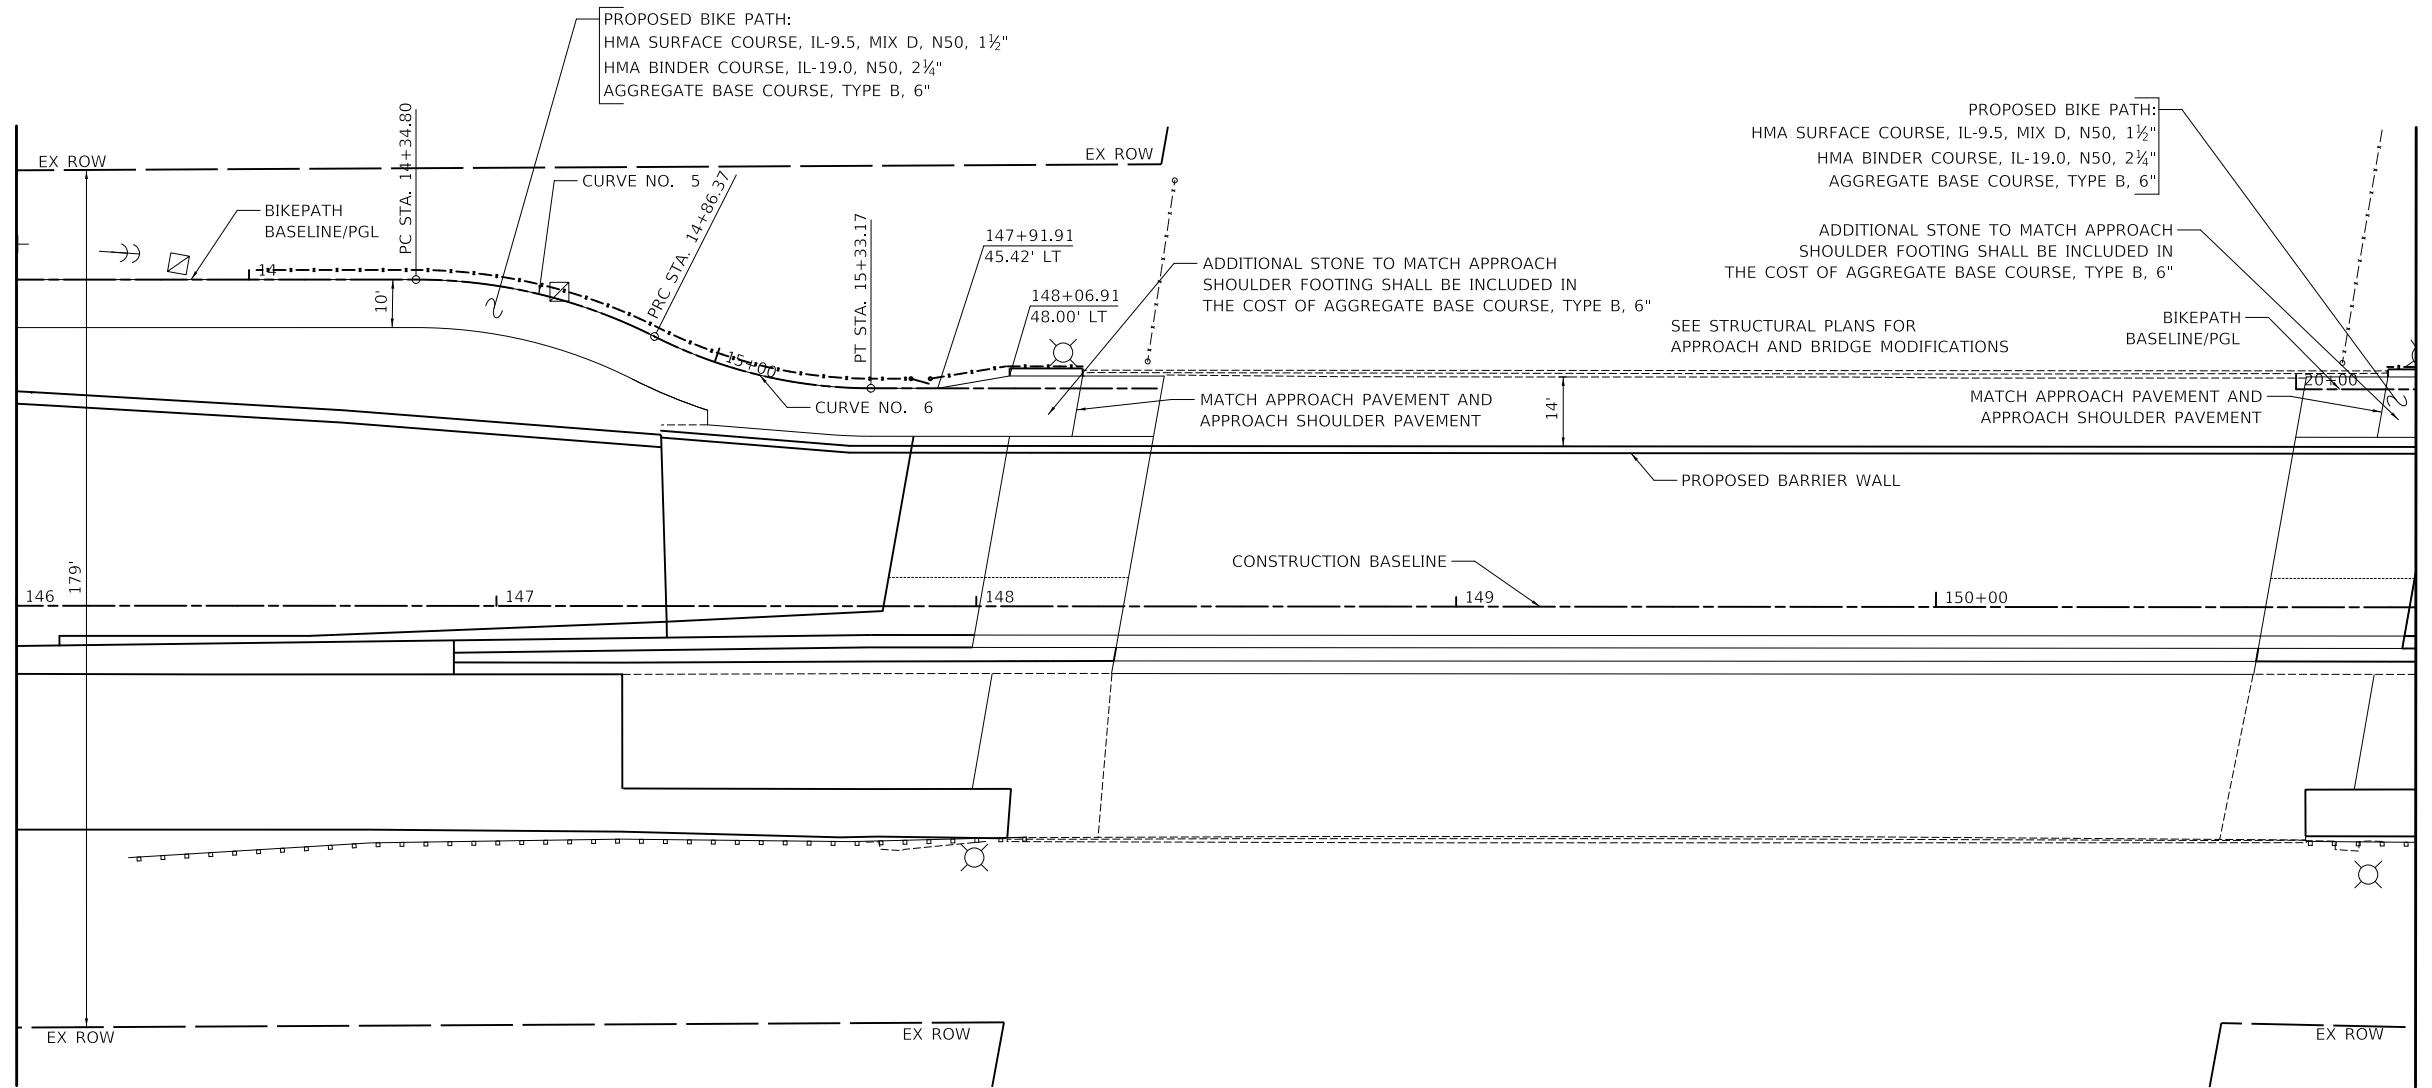 PROPOSED BIKE PATH:
HMA SURFACE COURSE, IL-9.5, MIX D, N50, 1½"
HMA BINDER COURSE, IL-19.0, N50, 2¼"
AGGREGATE BASE COURSE, TYPE B, 6"
PROPOSED BIKE PATH:
HMA SURFACE COURSE, IL-9.5, MIX D, N50, 1½"
HMA BINDER COURSE, IL-19.0, N50, 2¼"
AGGREGATE BASE COURSE, TYPE B, 6"
EX ROW
PC STA. 14+34.80
CURVE NO. 5
EX ROW
BIKEPATH
BASELINE/PGL
PRC STA. 14+86.37
PT STA. 15+33.17
147+91.91
45.42' LT
148+06.91
48.00' LT
ADDITIONAL STONE TO MATCH APPROACH
SHOULDER FOOTING SHALL BE INCLUDED IN
THE COST OF AGGREGATE BASE COURSE, TYPE B, 6"
ADDITIONAL STONE TO MATCH APPROACH
SHOULDER FOOTING SHALL BE INCLUDED IN
THE COST OF AGGREGATE BASE COURSE, TYPE B, 6"
14
10'
SEE STRUCTURAL PLANS FOR
APPROACH AND BRIDGE MODIFICATIONS
BIKEPATH
BASELINE/PGL
15+00
CURVE NO. 6
MATCH APPROACH PAVEMENT AND
APPROACH SHOULDER PAVEMENT
14'
20+00
MATCH APPROACH PAVEMENT AND
APPROACH SHOULDER PAVEMENT
PROPOSED BARRIER WALL
CONSTRUCTION BASELINE
179'
146
147
148
149
150+00
EX ROW
EX ROW
EX ROW